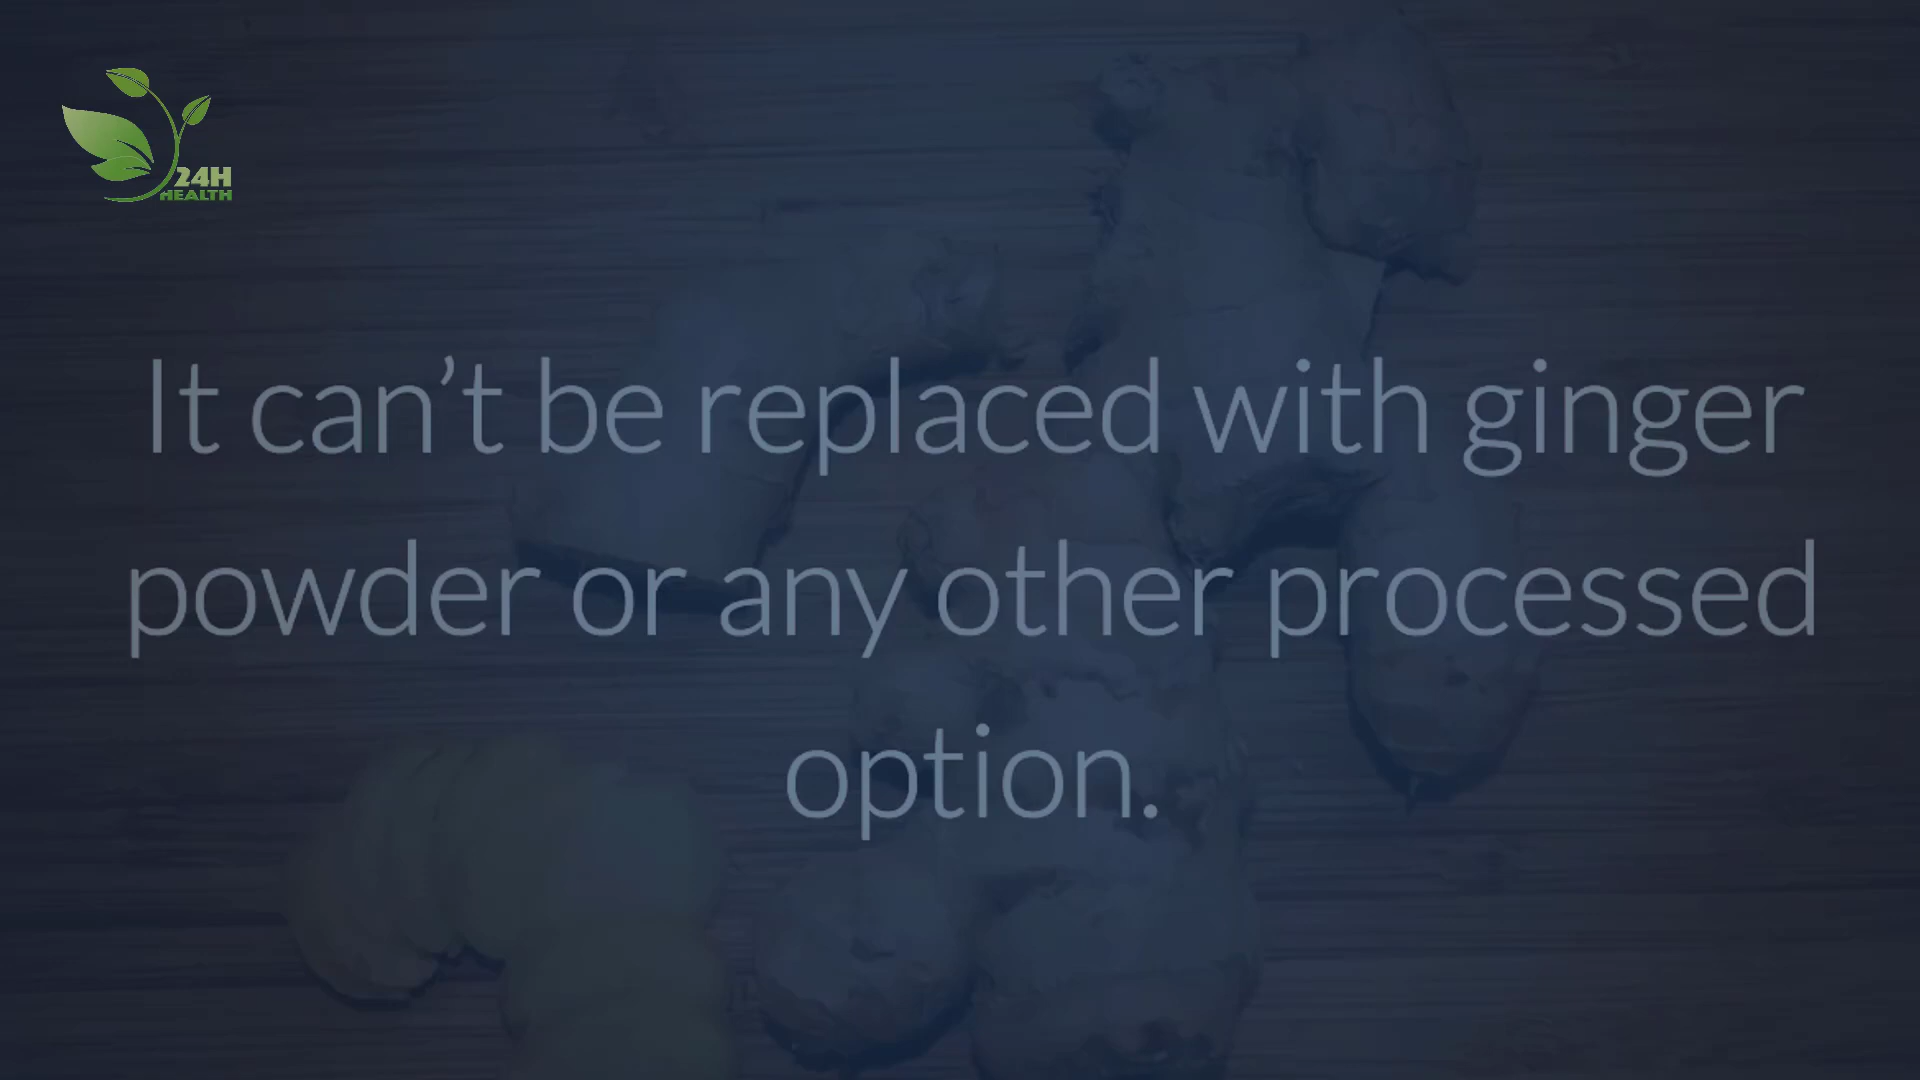 24H
HEALTH
It can’t be replaced with ginger
powder or any other processed
option.